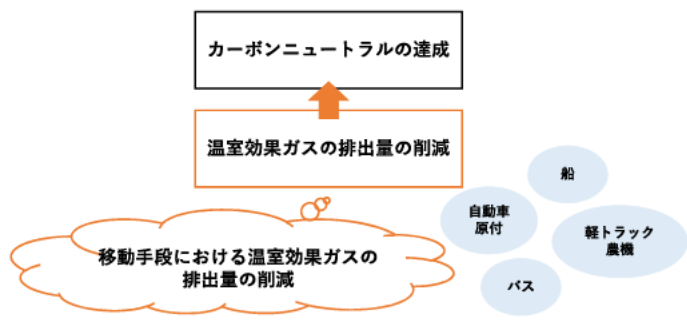 カーボンニュートラルの達成
温室効果ガスの排出量の削減
船
自動車
原付
軽トラック
農機
移動手段における温室効果ガスの
排出量の削減
バス